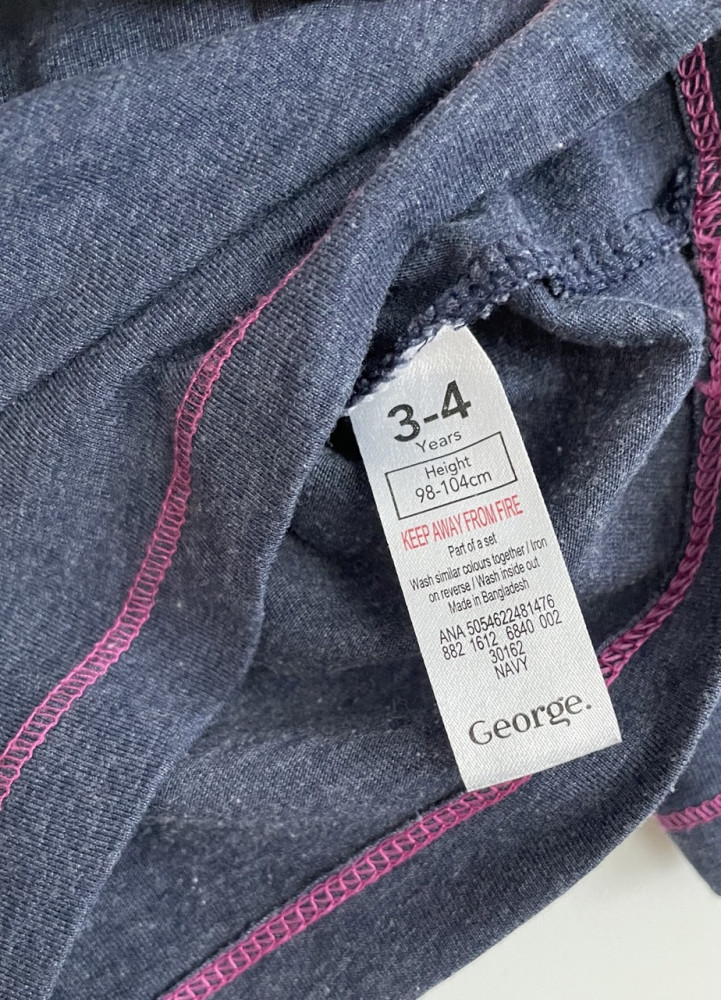 3-4
Years
Height
98-104cm
KEEP AWAY FROM FIRE
Part of a set
Wash similar colours together / Iron
on reverse / Wash inside out
Made in Bangladesh
ANA 5054622481476
882 1612 6840 002
30162
NAVY
George.